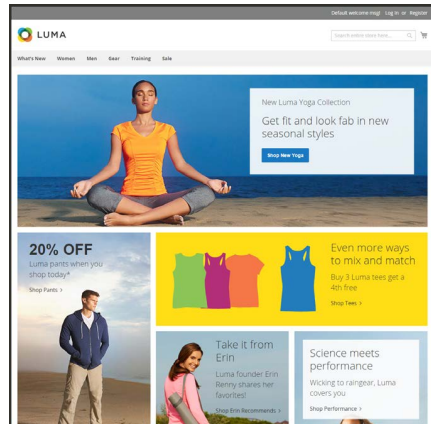 Default welcome msg! Log In or Register
LUMA
Search entire store here...
What's New Women Men Gear Training Sale
New Luma Yoga Collection
Get fit and look fab in new
seasonal styles
Shop New Yoga
20% OFF
Luma pants when you
shop today*
Shop Pants >
Even more ways
to mix and match
Buy 3 Luma tees get a
4th free
Shop Tees >
Take it from
Erin
Luma founder Erin
Renny shares her
favorites!
Shop Erin Recommends >
Science meets
performance
Wicking to raingear, Luma
covers you
Shop Performance >